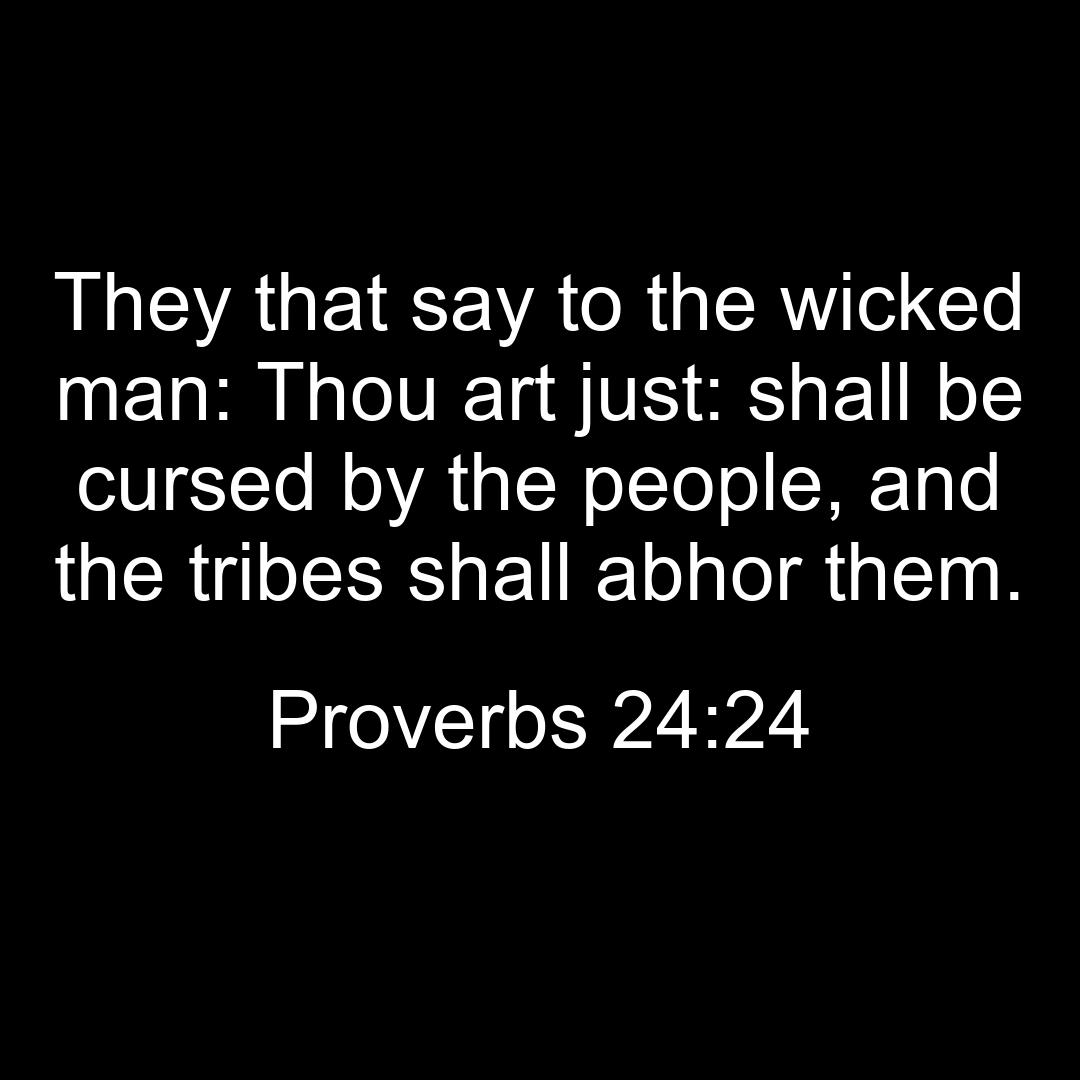 They that say to the wicked
man: Thou art just: shall be
cursed by the people, and
the tribes shall abhor them.
Proverbs 24:24